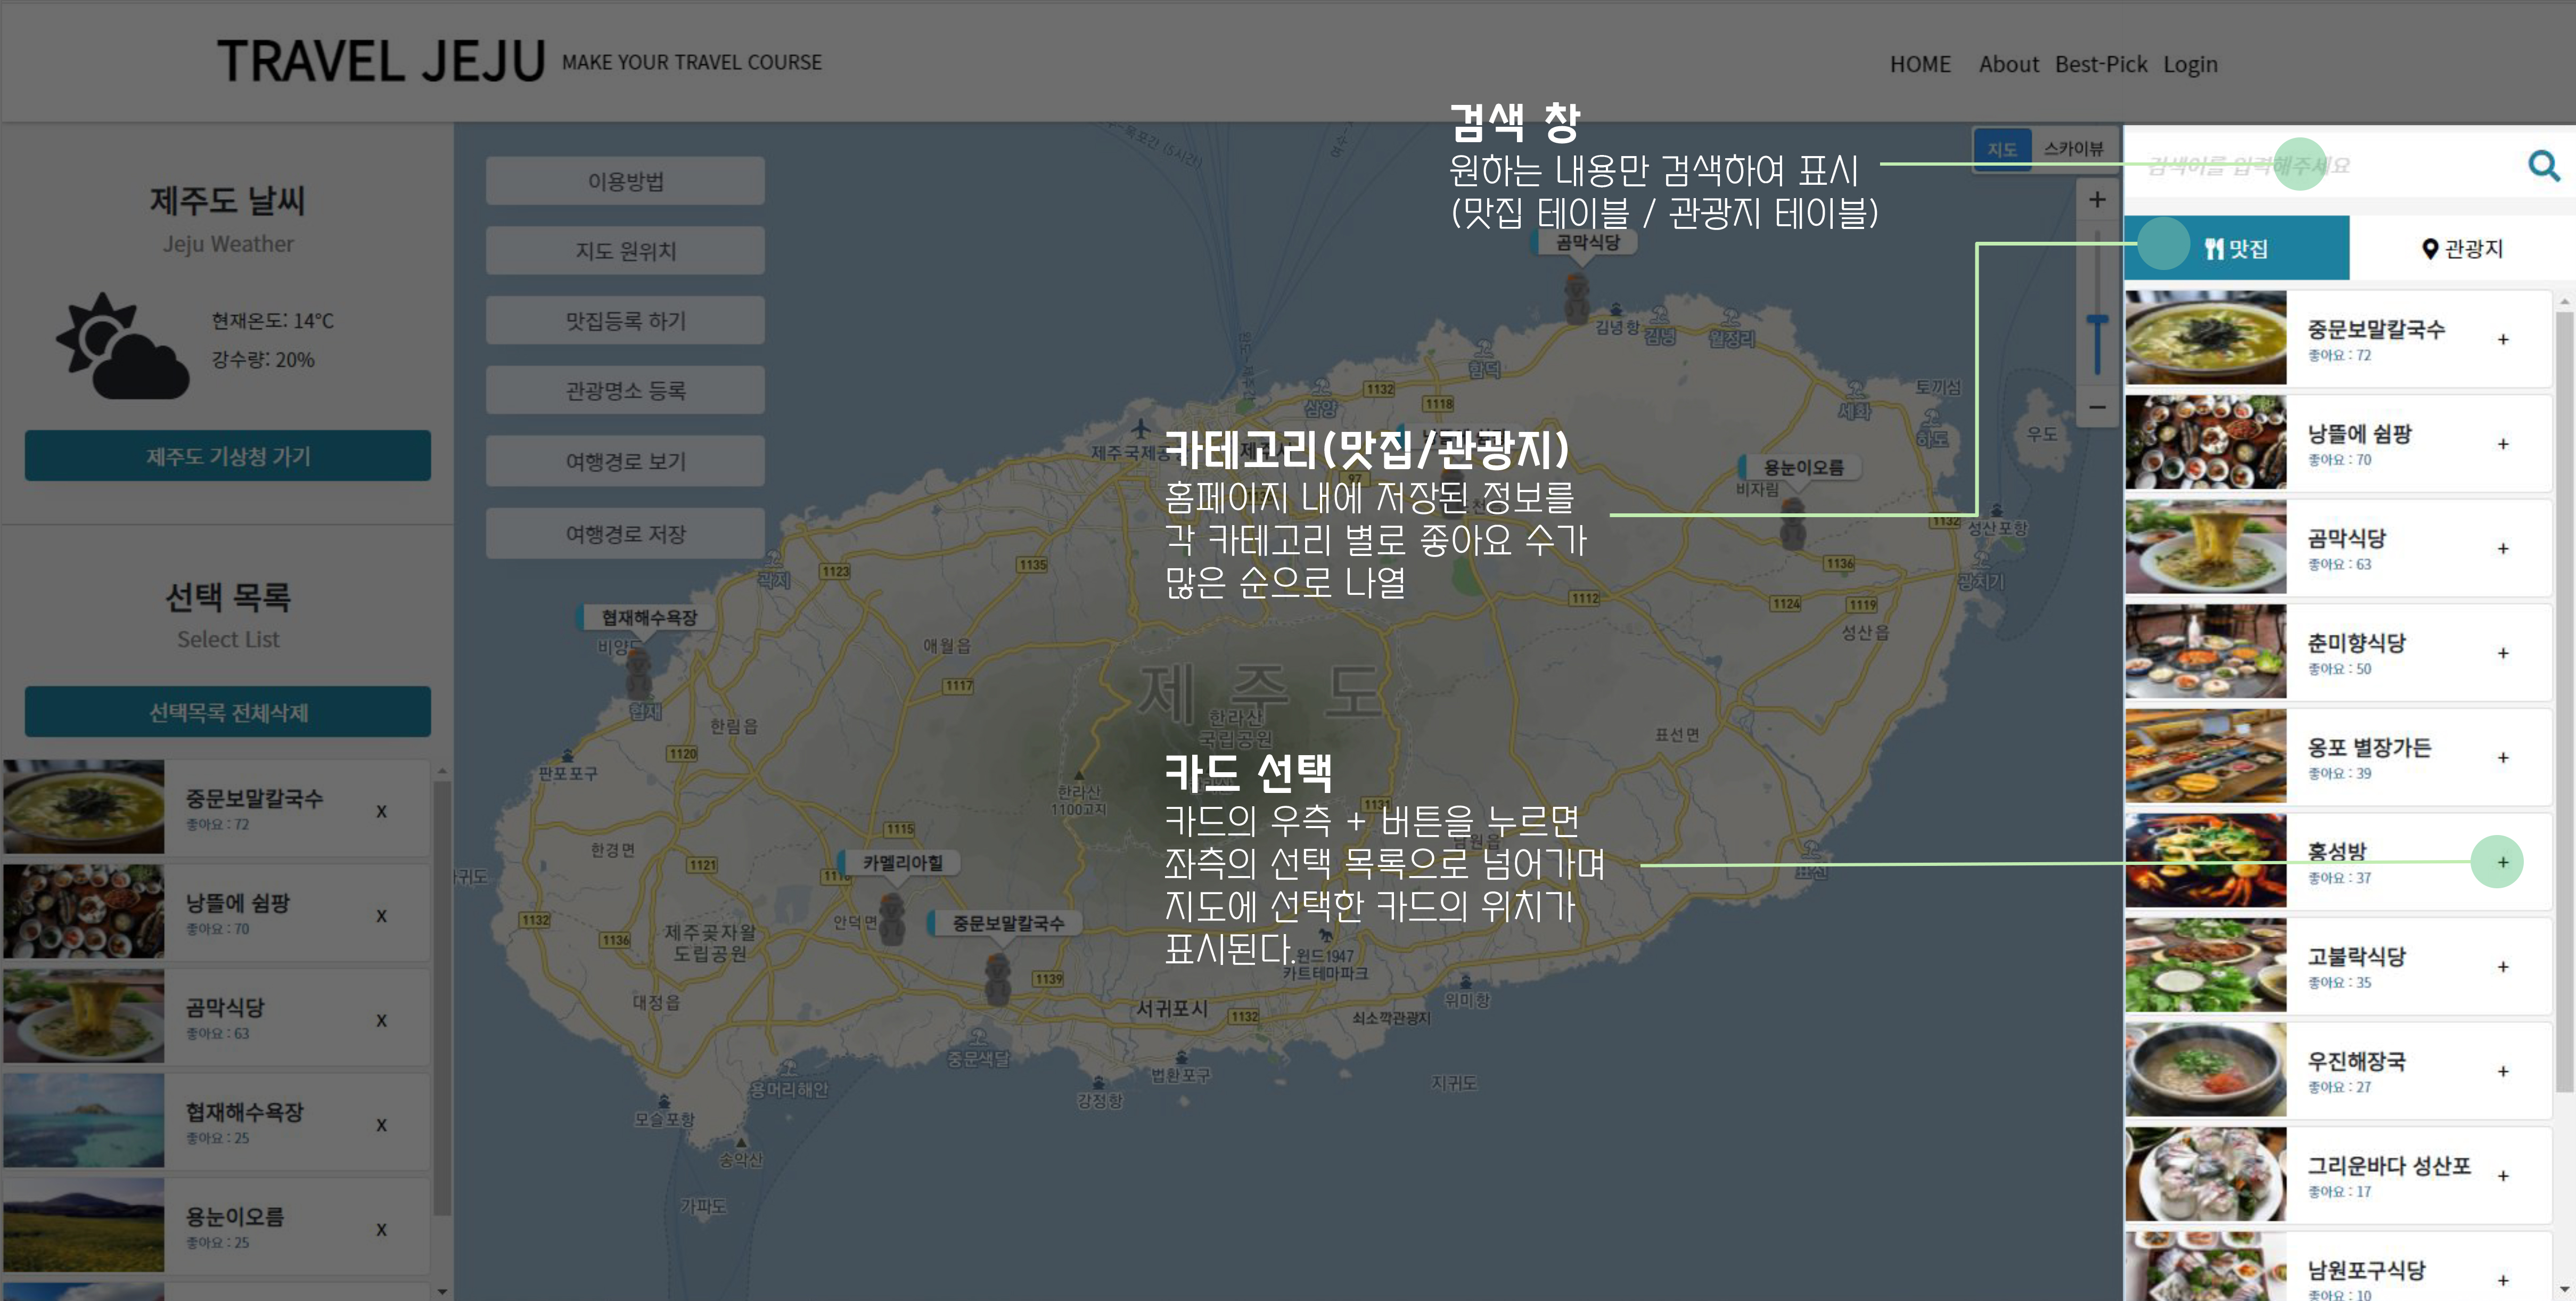 TRAVEL JEJU MAKE YOUR TRAVEL COURSE
HOME About Best-Pick Login
제주도 날씨
Jeju Weather
현재온도: 14°C
강수량: 20%
제주도 기상청 가기
선택 목록
Select List
선택목록 전체삭제
중문보말칼국수
좋아요 : 72
X
낭뜰에 쉼팡
좋아요 : 70
X
곰막식당
좋아요 : 63
X
협재해수욕장
좋아요 : 25
X
용눈이오름
좋아요 : 25
X
이용방법
지도 원위치
맛집등록 하기
관광명소 등록
여행경로 보기
여행경로 저장
검색 창
원하는 내용만 검색하여 표시
(맛집 테이블 / 관광지 테이블)
카테고리(맛집/관광지)
홈페이지 내에 저장된 정보를
각 카테고리 별로 좋아요 수가
많은 순으로 나열
카드 선택
카드의 우측 + 버튼을 누르면
좌측의 선택 목록으로 넘어가며
지도에 선택한 카드의 위치가
표시된다.
지도 스카이뷰
+
−
곰막식당
김녕항
김녕
월정리
함덕
1132
삼양
1118
세화
토끼섬
하도
우도
97
용눈이오름
비자림
1132
성산포항
1136
광치기
1112
1124
1119
성산읍
1135
1123
곽지
협재해수욕장
협재
애월읍
1117
제 주 도
한라산
국립공원
한림읍
1120
표선면
판포포구
한라산
1100고지
1131
남원읍
1115
한경면
1121
카멜리아힐
표선
1132
1136
제주곶자왈
도립공원
안덕면
중문보말칼국수
윈드1947
카트테마파크
1139
대정읍
서귀포시
1132
쇠소깍관광지
위미항
중문색달
용머리해안
법환포구
강정항
지귀도
모슬포항
송악산
가파도
검색어를 입력해주세요
맛집
관광지
중문보말칼국수
좋아요 : 72
+
낭뜰에 쉼팡
좋아요 : 70
+
곰막식당
좋아요 : 63
+
춘미향식당
좋아요 : 50
+
옹포 별장가든
좋아요 : 39
+
홍성방
좋아요 : 37
+
고불락식당
좋아요 : 35
+
우진해장국
좋아요 : 27
+
그리운바다 성산포
좋아요 : 17
+
남원포구식당
좋아요 : 10
+